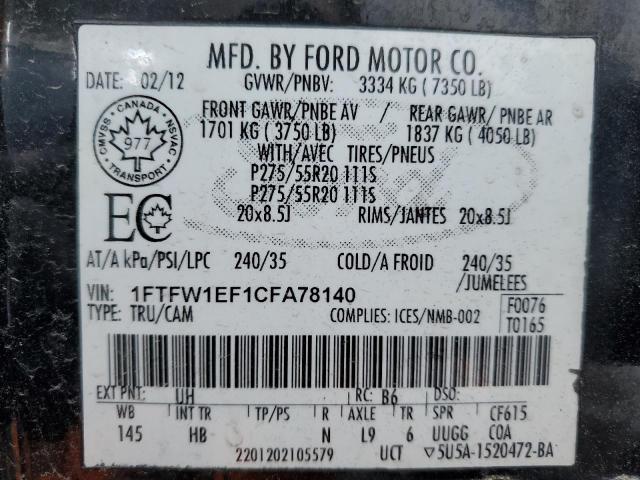 MFD. BY FORD MOTOR CO.
DATE: 02/12 GVWR/PNBV: 3334 KG ( 7350 LB)
FRONT GAWR/PNBE AV / REAR GAWR/ PNBE AR
1701 KG ( 3750 LB) 1837 KG ( 4050 LB)
WITH/AVEC TIRES/PNEUS
P275/55R20 111S
P275/55R20 111S
20x8.5J RIMS/JANTES 20x8.5J
CMVSS CANADA NSVAC
977
TRANSPORT
EC
AT/A kPa/PSI/LPC 240/35 COLD/A FROID 240/35
/JUMELEES
VIN: 1FTFW1EF1CFA78140 F0076
TYPE: TRU/CAM COMPLIES: ICES/NMB-002 T0165
EXT PNT: UH RC: B6 DSO:
WB INT TR TP/PS R AXLE TR SPR CF615
145 HB N L9 6 UUGG COA
2201202105579 UCT 5U5A-1520472-BA